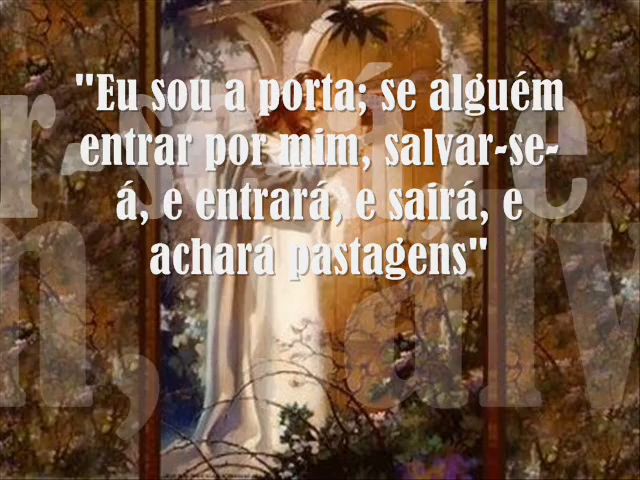 "Eu sou a porta; se alguém
entrar por mim, salvar-se-
á, e entrará, e sairá, e
achará pastagens"